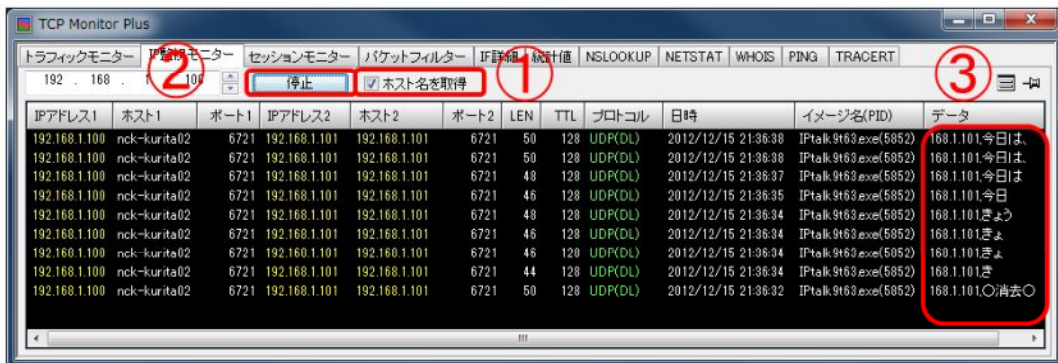 TCP Monitor Plus
トラフィックモニター IP監視モニター セッションモニター パケットフィルター IF詳細・統計値 NSLOOKUP NETSTAT WHOIS PING TRACERT
① ② ③
192 . 168 . 1 . 100 停止 ホスト名を取得
IPアドレス1 ホスト1 ポート1 IPアドレス2 ホスト2 ポート2 LEN TTL プロトコル 日時 イメージ名(PID) データ
192.168.1.100 nck-kurita02 6721 192.168.1.101 192.168.1.101 6721 50 128 UDP(DL) 2012/12/15 21:36:38 IPtalk9t63.exe(5852) 168.1.101,今日は、
192.168.1.100 nck-kurita02 6721 192.168.1.101 192.168.1.101 6721 50 128 UDP(DL) 2012/12/15 21:36:38 IPtalk9t63.exe(5852) 168.1.101,今日は、
192.168.1.100 nck-kurita02 6721 192.168.1.101 192.168.1.101 6721 48 128 UDP(DL) 2012/12/15 21:36:37 IPtalk9t63.exe(5852) 168.1.101,今日は
192.168.1.100 nck-kurita02 6721 192.168.1.101 192.168.1.101 6721 46 128 UDP(DL) 2012/12/15 21:36:35 IPtalk9t63.exe(5852) 168.1.101,今日
192.168.1.100 nck-kurita02 6721 192.168.1.101 192.168.1.101 6721 48 128 UDP(DL) 2012/12/15 21:36:34 IPtalk9t63.exe(5852) 168.1.101,きょう
192.168.1.100 nck-kurita02 6721 192.168.1.101 192.168.1.101 6721 46 128 UDP(DL) 2012/12/15 21:36:34 IPtalk9t63.exe(5852) 168.1.101,きょ
192.168.1.100 nck-kurita02 6721 192.168.1.101 192.168.1.101 6721 46 128 UDP(DL) 2012/12/15 21:36:34 IPtalk9t63.exe(5852) 168.1.101,きょ
192.168.1.100 nck-kurita02 6721 192.168.1.101 192.168.1.101 6721 44 128 UDP(DL) 2012/12/15 21:36:34 IPtalk9t63.exe(5852) 168.1.101,き
192.168.1.100 nck-kurita02 6721 192.168.1.101 192.168.1.101 6721 50 128 UDP(DL) 2012/12/15 21:36:32 IPtalk9t63.exe(5852) 168.1.101,○消去○